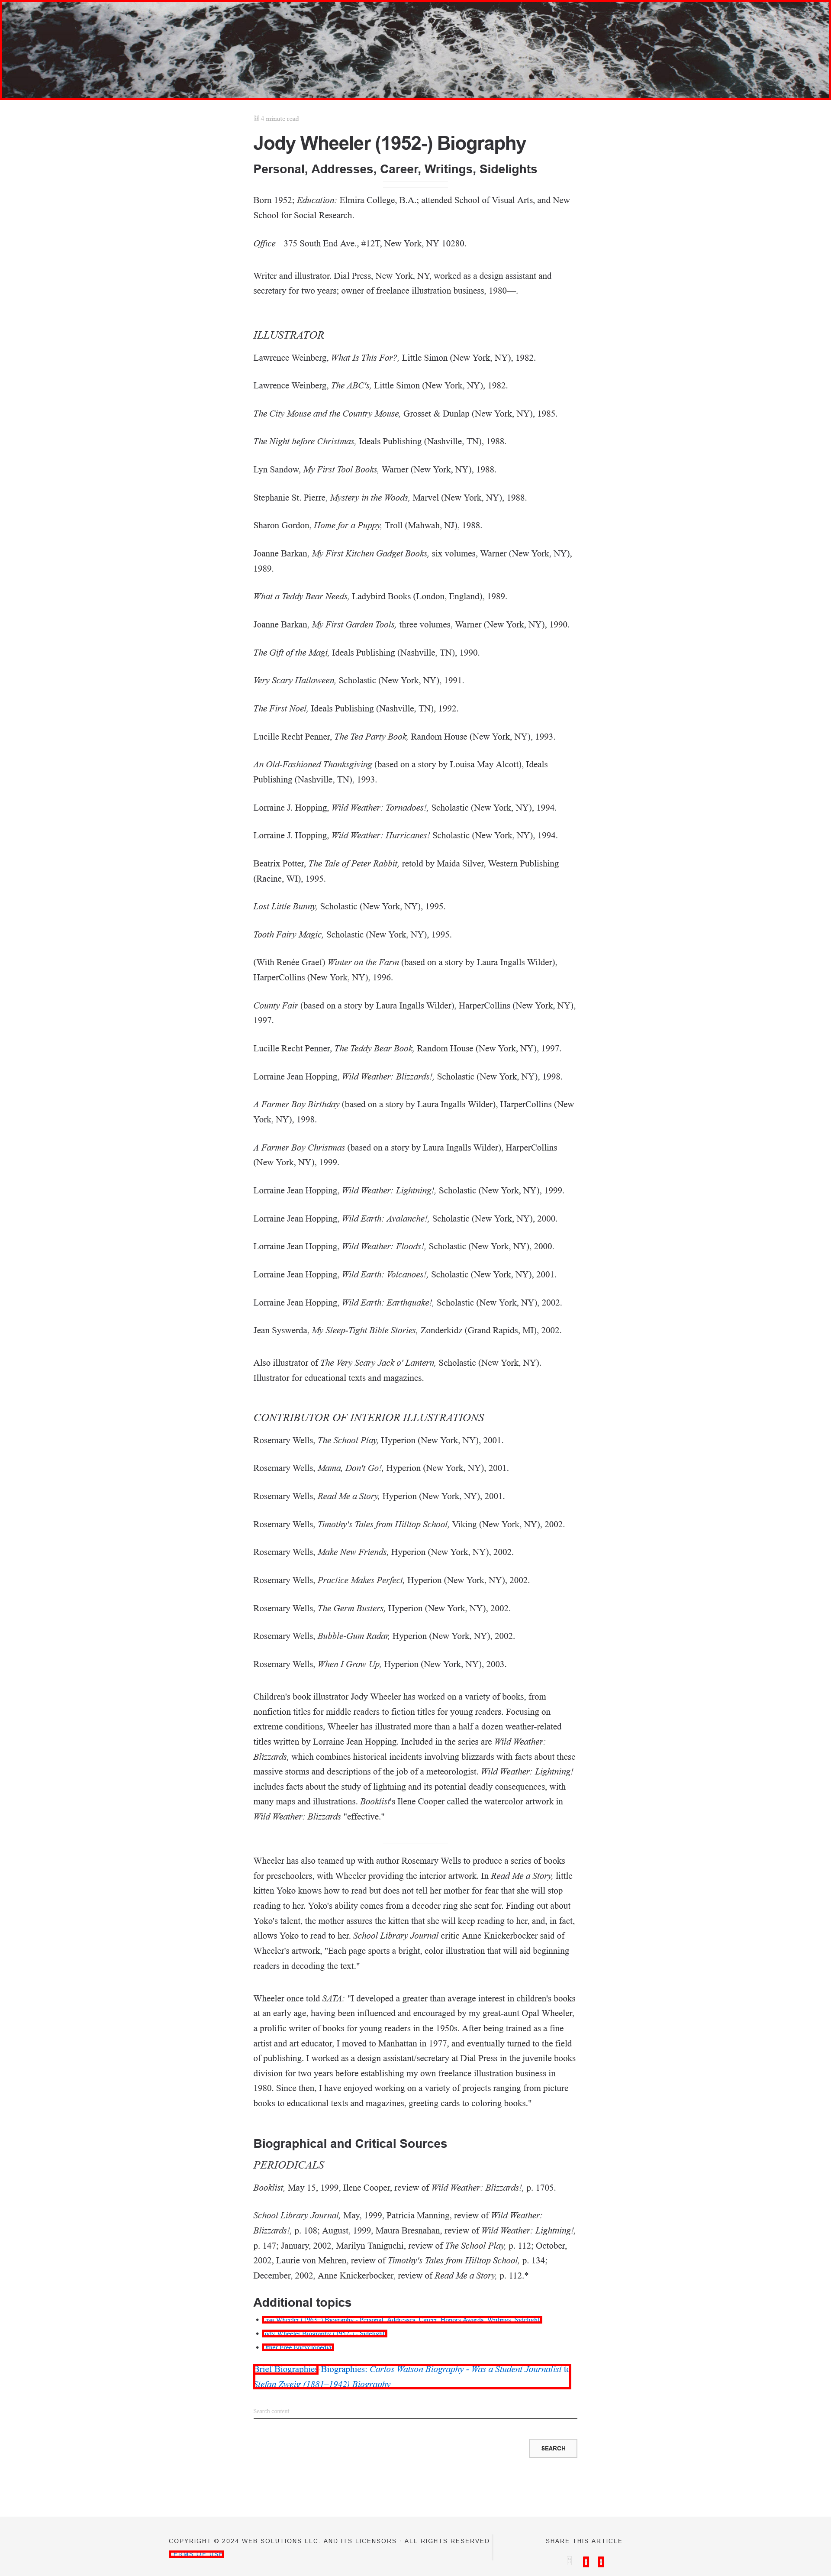 4 minute read
Jody Wheeler (1952-) Biography
Personal, Addresses, Career, Writings, Sidelights
Born 1952; Education: Elmira College, B.A.; attended School of Visual Arts, and New
School for Social Research.
Office—375 South End Ave., #12T, New York, NY 10280.
Writer and illustrator. Dial Press, New York, NY, worked as a design assistant and
secretary for two years; owner of freelance illustration business, 1980—.
ILLUSTRATOR
Lawrence Weinberg, What Is This For?, Little Simon (New York, NY), 1982.
Lawrence Weinberg, The ABC's, Little Simon (New York, NY), 1982.
The City Mouse and the Country Mouse, Grosset & Dunlap (New York, NY), 1985.
The Night before Christmas, Ideals Publishing (Nashville, TN), 1988.
Lyn Sandow, My First Tool Books, Warner (New York, NY), 1988.
Stephanie St. Pierre, Mystery in the Woods, Marvel (New York, NY), 1988.
Sharon Gordon, Home for a Puppy, Troll (Mahwah, NJ), 1988.
Joanne Barkan, My First Kitchen Gadget Books, six volumes, Warner (New York, NY),
1989.
What a Teddy Bear Needs, Ladybird Books (London, England), 1989.
Joanne Barkan, My First Garden Tools, three volumes, Warner (New York, NY), 1990.
The Gift of the Magi, Ideals Publishing (Nashville, TN), 1990.
Very Scary Halloween, Scholastic (New York, NY), 1991.
The First Noel, Ideals Publishing (Nashville, TN), 1992.
Lucille Recht Penner, The Tea Party Book, Random House (New York, NY), 1993.
An Old-Fashioned Thanksgiving (based on a story by Louisa May Alcott), Ideals
Publishing (Nashville, TN), 1993.
Lorraine J. Hopping, Wild Weather: Tornadoes!, Scholastic (New York, NY), 1994.
Lorraine J. Hopping, Wild Weather: Hurricanes! Scholastic (New York, NY), 1994.
Beatrix Potter, The Tale of Peter Rabbit, retold by Maida Silver, Western Publishing
(Racine, WI), 1995.
Lost Little Bunny, Scholastic (New York, NY), 1995.
Tooth Fairy Magic, Scholastic (New York, NY), 1995.
(With Renée Graef) Winter on the Farm (based on a story by Laura Ingalls Wilder),
HarperCollins (New York, NY), 1996.
County Fair (based on a story by Laura Ingalls Wilder), HarperCollins (New York, NY),
1997.
Lucille Recht Penner, The Teddy Bear Book, Random House (New York, NY), 1997.
Lorraine Jean Hopping, Wild Weather: Blizzards!, Scholastic (New York, NY), 1998.
A Farmer Boy Birthday (based on a story by Laura Ingalls Wilder), HarperCollins (New
York, NY), 1998.
A Farmer Boy Christmas (based on a story by Laura Ingalls Wilder), HarperCollins
(New York, NY), 1999.
Lorraine Jean Hopping, Wild Weather: Lightning!, Scholastic (New York, NY), 1999.
Lorraine Jean Hopping, Wild Earth: Avalanche!, Scholastic (New York, NY), 2000.
Lorraine Jean Hopping, Wild Weather: Floods!, Scholastic (New York, NY), 2000.
Lorraine Jean Hopping, Wild Earth: Volcanoes!, Scholastic (New York, NY), 2001.
Lorraine Jean Hopping, Wild Earth: Earthquake!, Scholastic (New York, NY), 2002.
Jean Syswerda, My Sleep-Tight Bible Stories, Zonderkidz (Grand Rapids, MI), 2002.
Also illustrator of The Very Scary Jack o' Lantern, Scholastic (New York, NY).
Illustrator for educational texts and magazines.
CONTRIBUTOR OF INTERIOR ILLUSTRATIONS
Rosemary Wells, The School Play, Hyperion (New York, NY), 2001.
Rosemary Wells, Mama, Don't Go!, Hyperion (New York, NY), 2001.
Rosemary Wells, Read Me a Story, Hyperion (New York, NY), 2001.
Rosemary Wells, Timothy's Tales from Hilltop School, Viking (New York, NY), 2002.
Rosemary Wells, Make New Friends, Hyperion (New York, NY), 2002.
Rosemary Wells, Practice Makes Perfect, Hyperion (New York, NY), 2002.
Rosemary Wells, The Germ Busters, Hyperion (New York, NY), 2002.
Rosemary Wells, Bubble-Gum Radar, Hyperion (New York, NY), 2002.
Rosemary Wells, When I Grow Up, Hyperion (New York, NY), 2003.
Children's book illustrator Jody Wheeler has worked on a variety of books, from
nonfiction titles for middle readers to fiction titles for young readers. Focusing on
extreme conditions, Wheeler has illustrated more than a half a dozen weather-related
titles written by Lorraine Jean Hopping. Included in the series are Wild Weather:
Blizzards, which combines historical incidents involving blizzards with facts about these
massive storms and descriptions of the job of a meteorologist. Wild Weather: Lightning!
includes facts about the study of lightning and its potential deadly consequences, with
many maps and illustrations. Booklist's Ilene Cooper called the watercolor artwork in
Wild Weather: Blizzards "effective."
Wheeler has also teamed up with author Rosemary Wells to produce a series of books
for preschoolers, with Wheeler providing the interior artwork. In Read Me a Story, little
kitten Yoko knows how to read but does not tell her mother for fear that she will stop
reading to her. Yoko's ability comes from a decoder ring she sent for. Finding out about
Yoko's talent, the mother assures the kitten that she will keep reading to her, and, in fact,
allows Yoko to read to her. School Library Journal critic Anne Knickerbocker said of
Wheeler's artwork, "Each page sports a bright, color illustration that will aid beginning
readers in decoding the text."
Wheeler once told SATA: "I developed a greater than average interest in children's books
at an early age, having been influenced and encouraged by my great-aunt Opal Wheeler,
a prolific writer of books for young readers in the 1950s. After being trained as a fine
artist and art educator, I moved to Manhattan in 1977, and eventually turned to the field
of publishing. I worked as a design assistant/secretary at Dial Press in the juvenile books
division for two years before establishing my own freelance illustration business in
1980. Since then, I have enjoyed working on a variety of projects ranging from picture
books to educational texts and magazines, greeting cards to coloring books."
Biographical and Critical Sources
PERIODICALS
Booklist, May 15, 1999, Ilene Cooper, review of Wild Weather: Blizzards!, p. 1705.
School Library Journal, May, 1999, Patricia Manning, review of Wild Weather:
Blizzards!, p. 108; August, 1999, Maura Bresnahan, review of Wild Weather: Lightning!,
p. 147; January, 2002, Marilyn Taniguchi, review of The School Play, p. 112; October,
2002, Laurie von Mehren, review of Timothy's Tales from Hilltop School, p. 134;
December, 2002, Anne Knickerbocker, review of Read Me a Story, p. 112.*
Additional topics
Lisa Wheeler (1963-) Biography - Personal, Addresses, Career, Honors Awards, Writings, Sidelights
Jody Wheeler Biography (1952-) - Sidelights
Other Free Encyclopedias
Brief Biographies Biographies: Carlos Watson Biography - Was a Student Journalist to
Stefan Zweig (1881–1942) Biography
Search content...
SEARCH
COPYRIGHT © 2024 WEB SOLUTIONS LLC. AND ITS LICENSORS · ALL RIGHTS RESERVED
SHARE THIS ARTICLE
TERMS OF USE